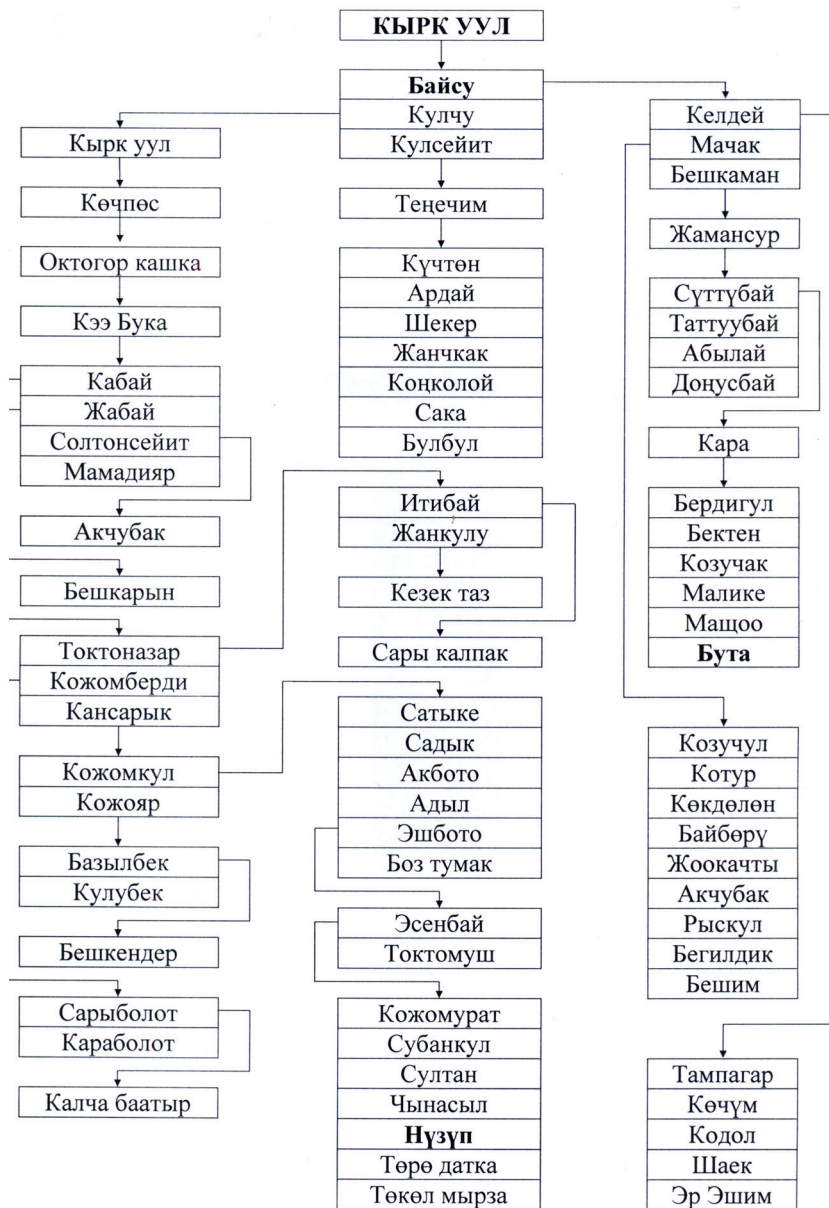 КЫРК УУЛ
Байсу
Кулчу
Кулсейит
Кырк уул
Көчпөс
Октогор кашка
Кээ Бука
Кабай
Жабай
Солтонсейит
Мамадияр
Акчубак
Бешкарын
Токтоназар
Кожомберди
Кансарык
Кожомкул
Кожояр
Базылбек
Кулубек
Бешкендер
Сарыболот
Караболот
Калча баатыр
Теңечим
Күчтөн
Ардай
Шекер
Жанчкак
Коңколой
Сака
Булбул
Итибай
Жанкулу
Кезек таз
Сары калпак
Сатыке
Садык
Акбото
Адыл
Эшбото
Боз тумак
Эсенбай
Токтомуш
Кожомурат
Субанкул
Султан
Чынасыл
Нүзүп
Төрө датка
Төкөл мырза
Келдей
Мачак
Бешкаман
Жамансур
Сүттүбай
Таттуубай
Абылай
Доңусбай
Кара
Бердигул
Бектен
Козучак
Малике
Мащоо
Бута
Козучул
Котур
Көкдөлөн
Байбөрү
Жоокачты
Акчубак
Рыскул
Бегилдик
Бешим
Тампагар
Көчүм
Кодол
Шаек
Эр Эшим